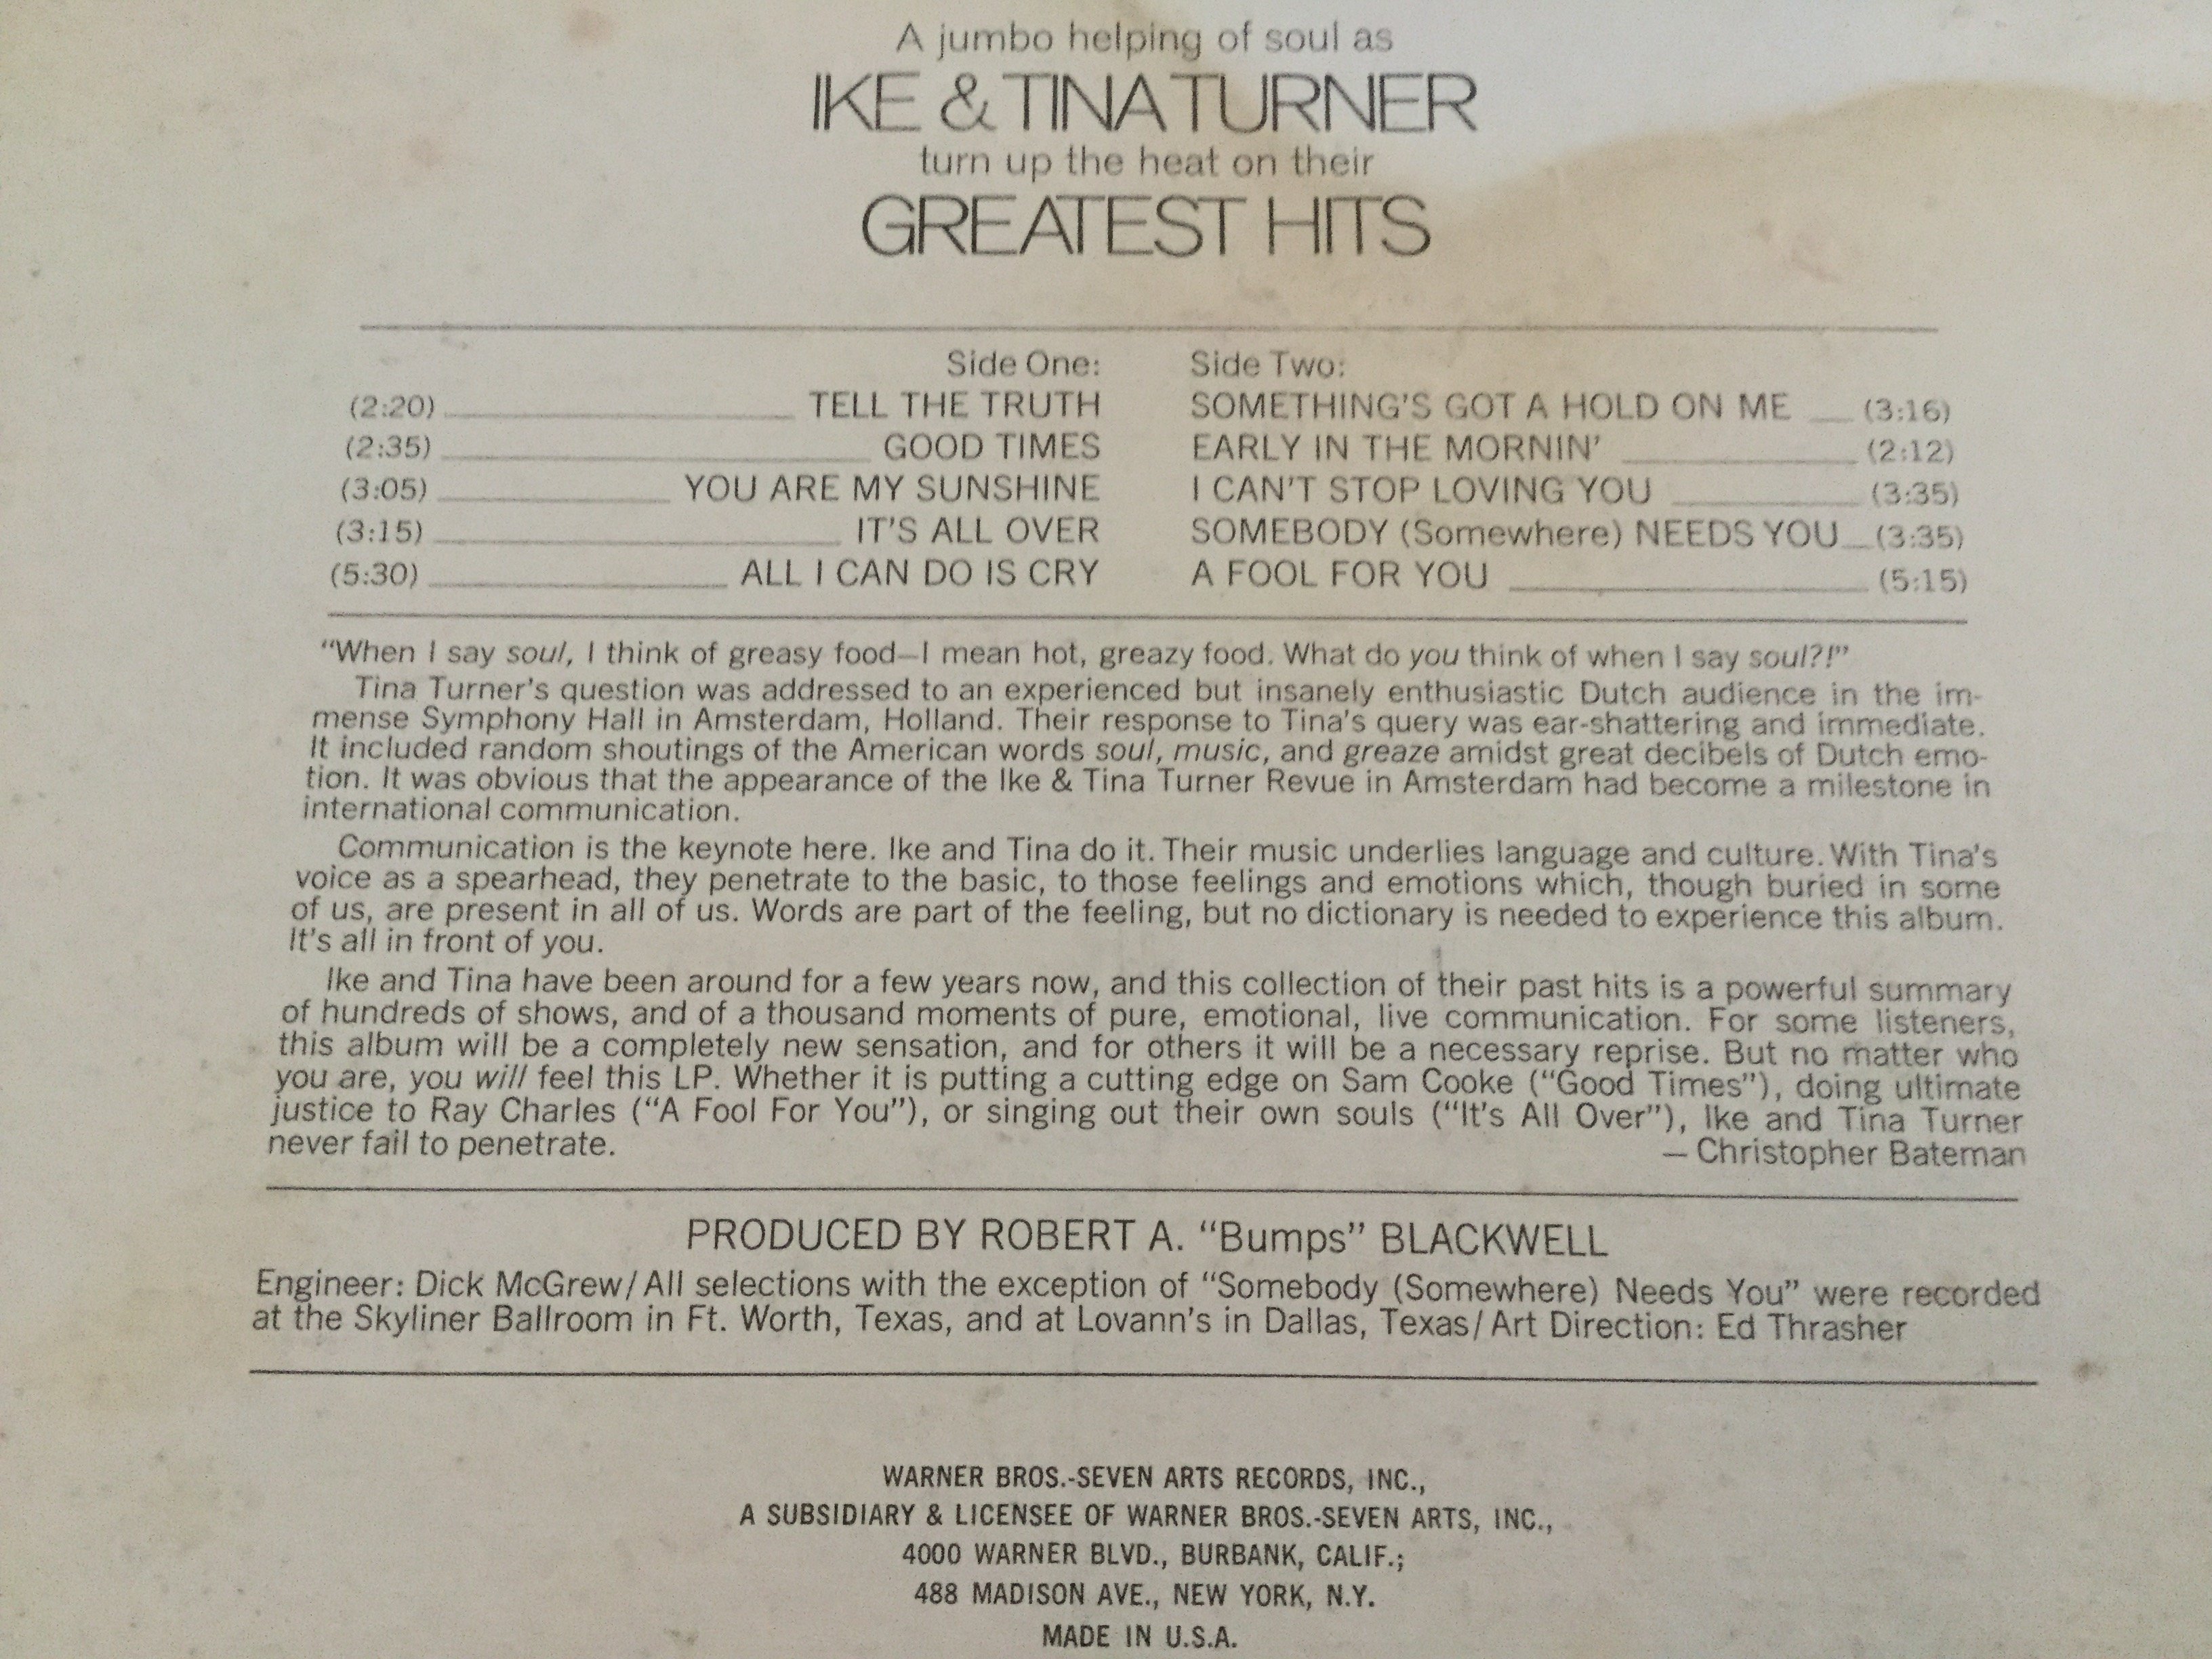 A jumbo helping of soul as
IKE & TINA TURNER
turn up the heat on their
GREATEST HITS
Side One:
(2:20) TELL THE TRUTH
(2:35) GOOD TIMES
(3:05) YOU ARE MY SUNSHINE
(3:15) IT'S ALL OVER
(5:30) ALL I CAN DO IS CRY
Side Two:
SOMETHING'S GOT A HOLD ON ME (3:16)
EARLY IN THE MORNIN' (2:12)
I CAN'T STOP LOVING YOU (3:35)
SOMEBODY (Somewhere) NEEDS YOU (3:35)
A FOOL FOR YOU (5:15)
"When I say soul, I think of greasy food—I mean hot, greazy food. What do you think of when I say soul?!"
Tina Turner's question was addressed to an experienced but insanely enthusiastic Dutch audience in the im-
mense Symphony Hall in Amsterdam, Holland. Their response to Tina's query was ear-shattering and immediate.
It included random shoutings of the American words soul, music, and greaze amidst great decibels of Dutch emo-
tion. It was obvious that the appearance of the Ike & Tina Turner Revue in Amsterdam had become a milestone in
international communication.
Communication is the keynote here. Ike and Tina do it. Their music underlies language and culture. With Tina's
voice as a spearhead, they penetrate to the basic, to those feelings and emotions which, though buried in some
of us, are present in all of us. Words are part of the feeling, but no dictionary is needed to experience this album.
It's all in front of you.
Ike and Tina have been around for a few years now, and this collection of their past hits is a powerful summary
of hundreds of shows, and of a thousand moments of pure, emotional, live communication. For some listeners,
this album will be a completely new sensation, and for others it will be a necessary reprise. But no matter who
you are, you will feel this LP. Whether it is putting a cutting edge on Sam Cooke ("Good Times"), doing ultimate
justice to Ray Charles ("A Fool For You"), or singing out their own souls ("It's All Over"), Ike and Tina Turner
never fail to penetrate.
— Christopher Bateman
PRODUCED BY ROBERT A. "Bumps" BLACKWELL
Engineer: Dick McGrew/All selections with the exception of "Somebody (Somewhere) Needs You" were recorded
at the Skyliner Ballroom in Ft. Worth, Texas, and at Lovann's in Dallas, Texas/Art Direction: Ed Thrasher
WARNER BROS.-SEVEN ARTS RECORDS, INC.,
A SUBSIDIARY & LICENSEE OF WARNER BROS.-SEVEN ARTS, INC.,
4000 WARNER BLVD., BURBANK, CALIF.;
488 MADISON AVE., NEW YORK, N.Y.
MADE IN U.S.A.